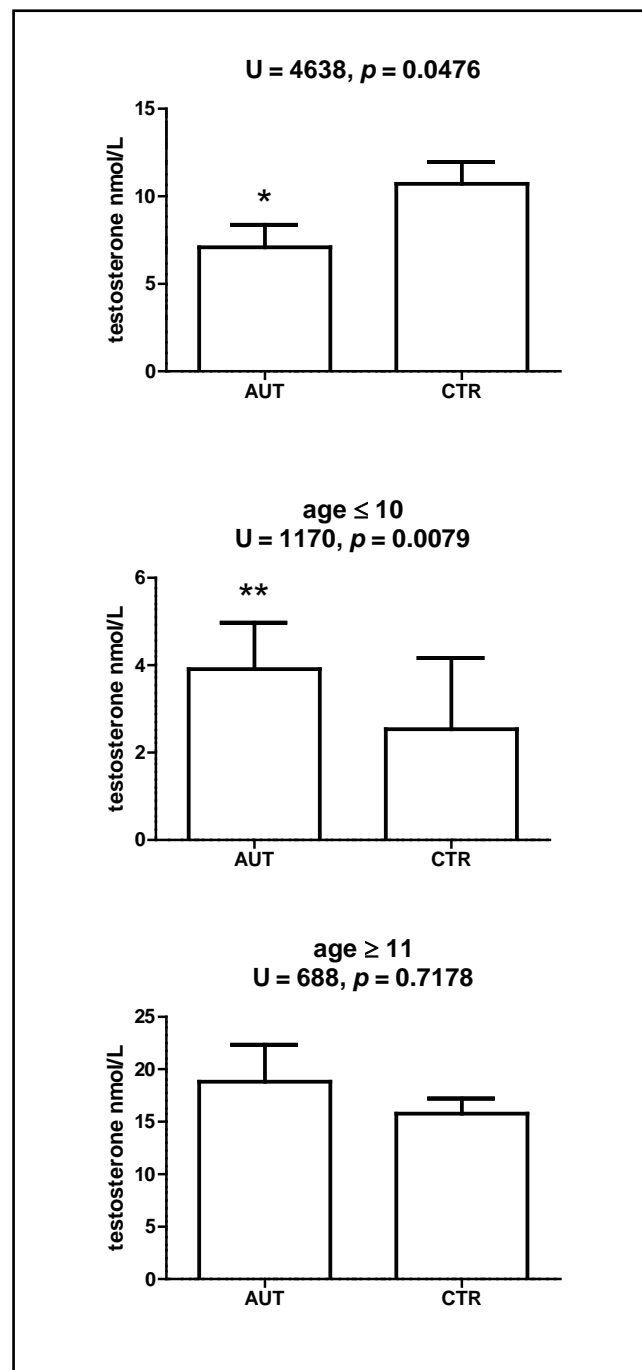 U = 4638, p = 0.0476
15
10
5
0
testosterone nmol/L
*
AUT CTR
age ≤ 10
U = 1170, p = 0.0079
6
4
2
0
testosterone nmol/L
**
AUT CTR
age ≥ 11
U = 688, p = 0.7178
25
20
15
10
5
0
testosterone nmol/L
AUT CTR